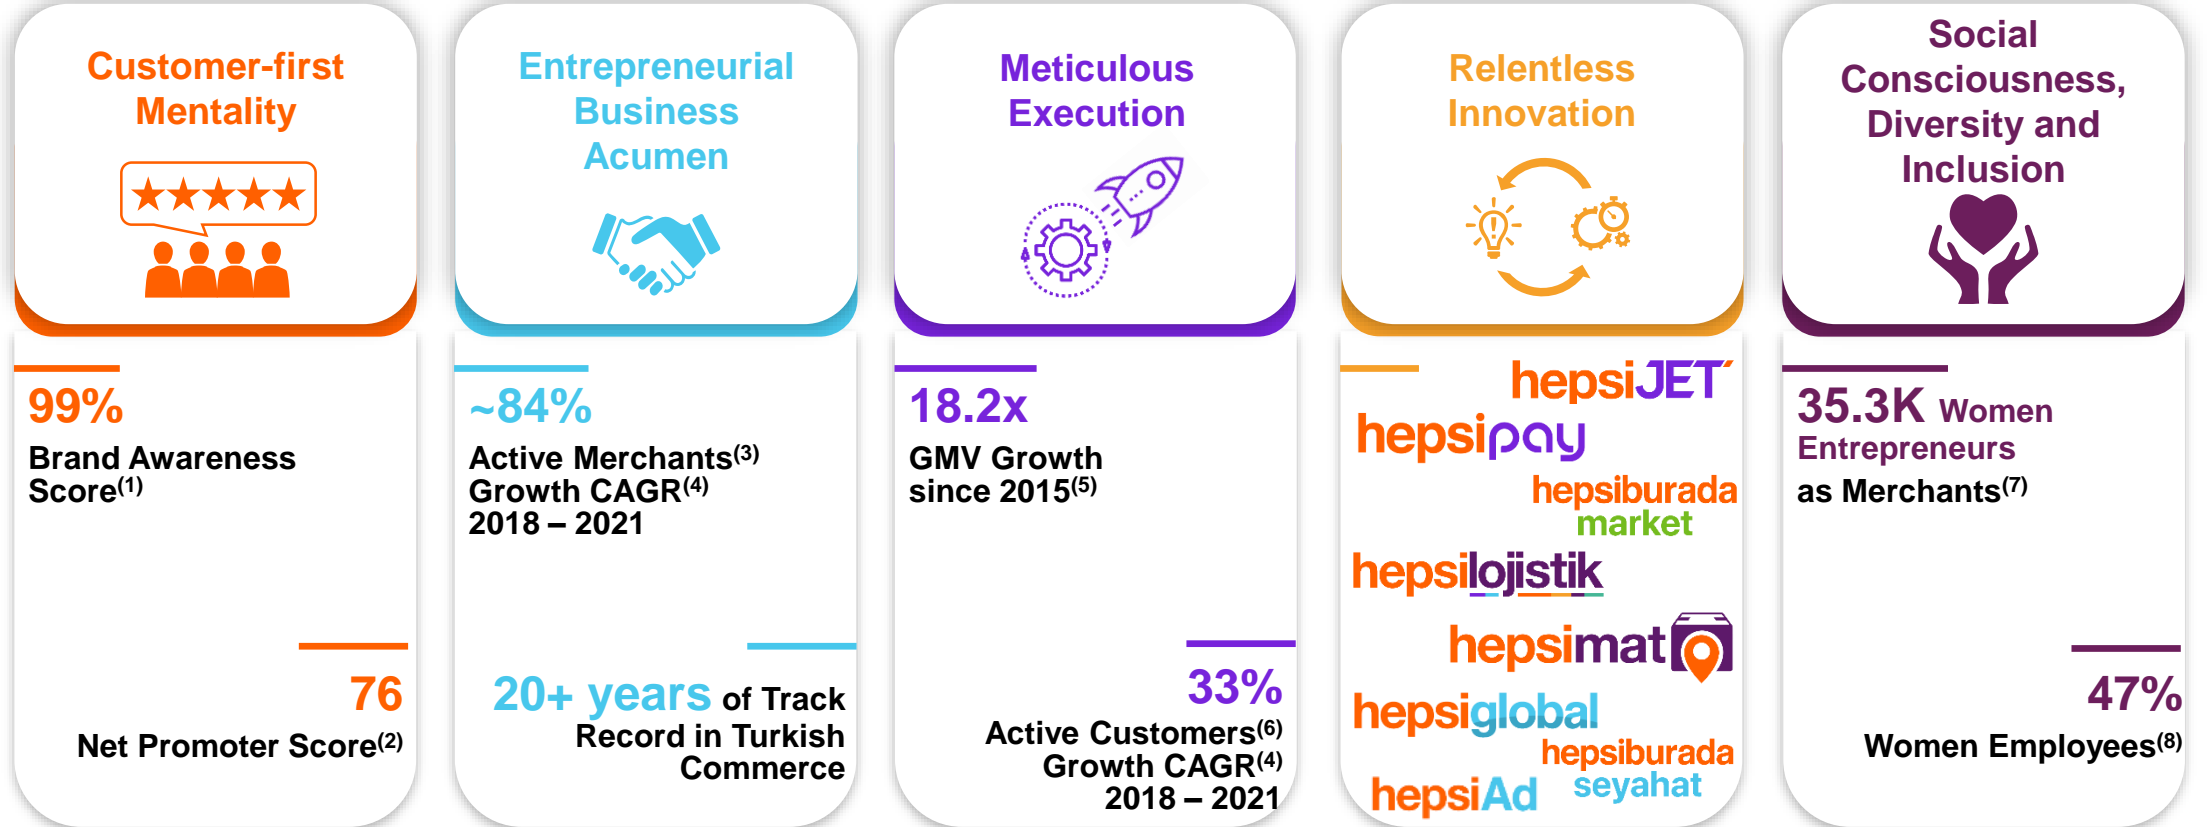 Customer-first
Mentality
99%
Brand Awareness
Score(1)
76
Net Promoter Score(2)
Entrepreneurial
Business
Acumen
~84%
Active Merchants(3)
Growth CAGR(4)
2018 – 2021
20+ years of Track
Record in Turkish
Commerce
Meticulous
Execution
18.2x
GMV Growth
since 2015(5)
33%
Active Customers(6)
Growth CAGR(4)
2018 – 2021
Relentless
Innovation
hepsiJET
hepsipay
hepsiburada
market
hepsilojistik
hepsimat
hepsiglobal
hepsiburada
seyahat
hepsiAd
Social
Consciousness,
Diversity and
Inclusion
35.3K Women
Entrepreneurs
as Merchants(7)
47%
Women Employees(8)